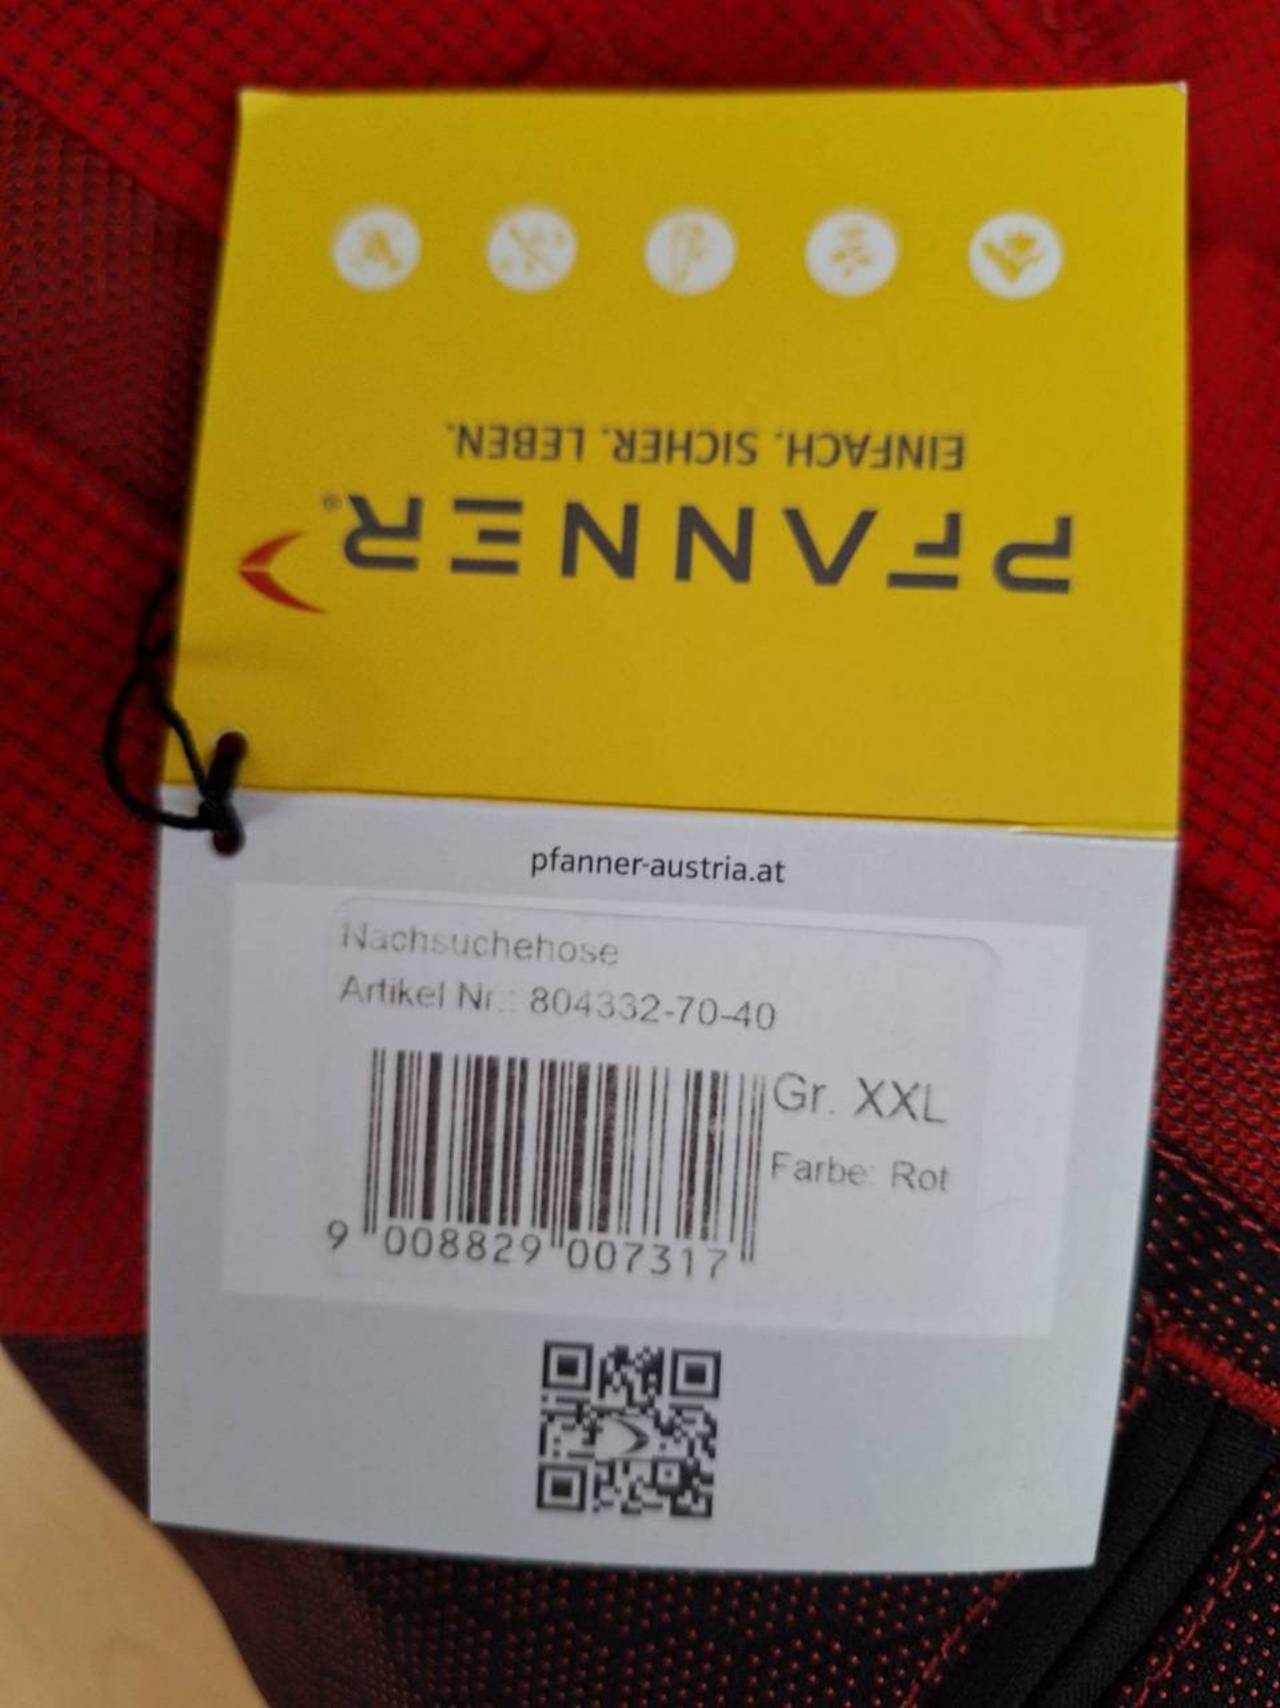 EINFACH. SICHER. LEBEN.
PFANNER®
pfanner-austria.at
Nachsuchehose
Artikel Nr.: 804332-70-40
Gr. XXL
Farbe: Rot
9 008829 007317